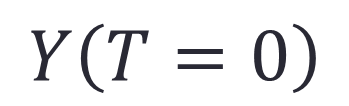 Y(T = 0)